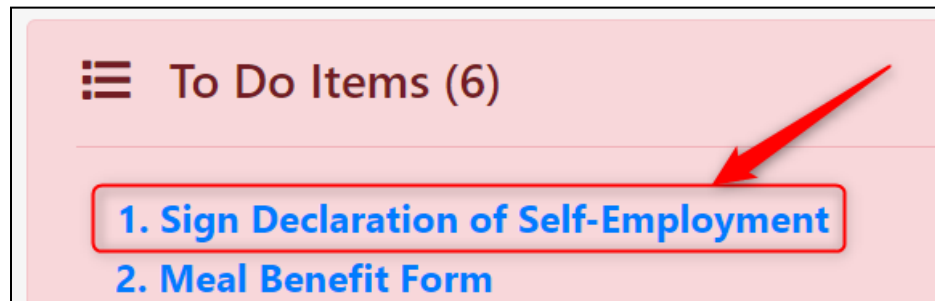 To Do Items (6)
1. Sign Declaration of Self-Employment
2. Meal Benefit Form